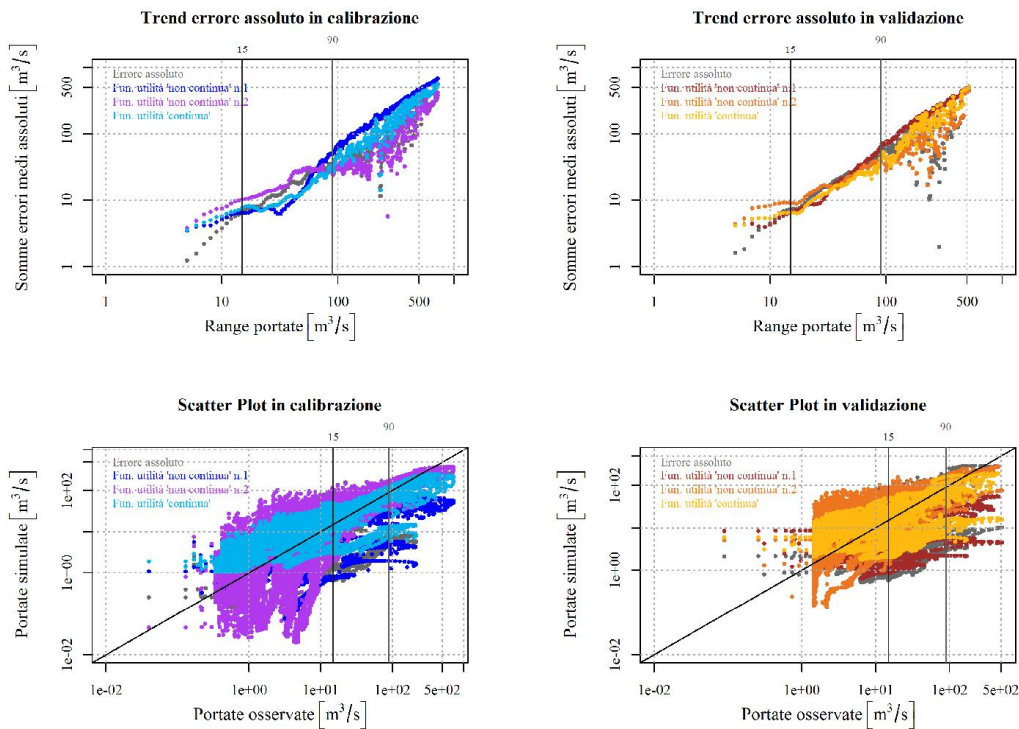 Trend errore assoluto in calibrazione
15
90
Somme errori medi assoluti [m³/s]
500
100
10
1
Errore assoluto
Fun. utilità 'non continua' n.1
Fun. utilità 'non continua' n.2
Fun. utilità 'continua'
1
10
100
500
Range portate [m³/s]
Trend errore assoluto in validazione
15
90
Somme errori medi assoluti [m³/s]
500
100
10
1
Errore assoluto
Fun. utilità 'non continua' n.1
Fun. utilità 'non continua' n.2
Fun. utilità 'continua'
1
10
100
500
Range portate [m³/s]
Scatter Plot in calibrazione
15
90
Portate simulate [m³/s]
1e+02
1e+00
1e-02
Errore assoluto
Fun. utilità 'non continua' n.1
Fun. utilità 'non continua' n.2
Fun. utilità 'continua'
1e-02
1e+00
1e+01
1e+02
5e+02
Portate osservate [m³/s]
Scatter Plot in validazione
15
90
Portate simulate [m³/s]
1e+02
1e+00
1e-02
Errore assoluto
Fun. utilità 'non continua' n.1
Fun. utilità 'non continua' n.2
Fun. utilità 'continua'
1e-02
1e+00
1e+01
1e+02
5e+02
Portate osservate [m³/s]